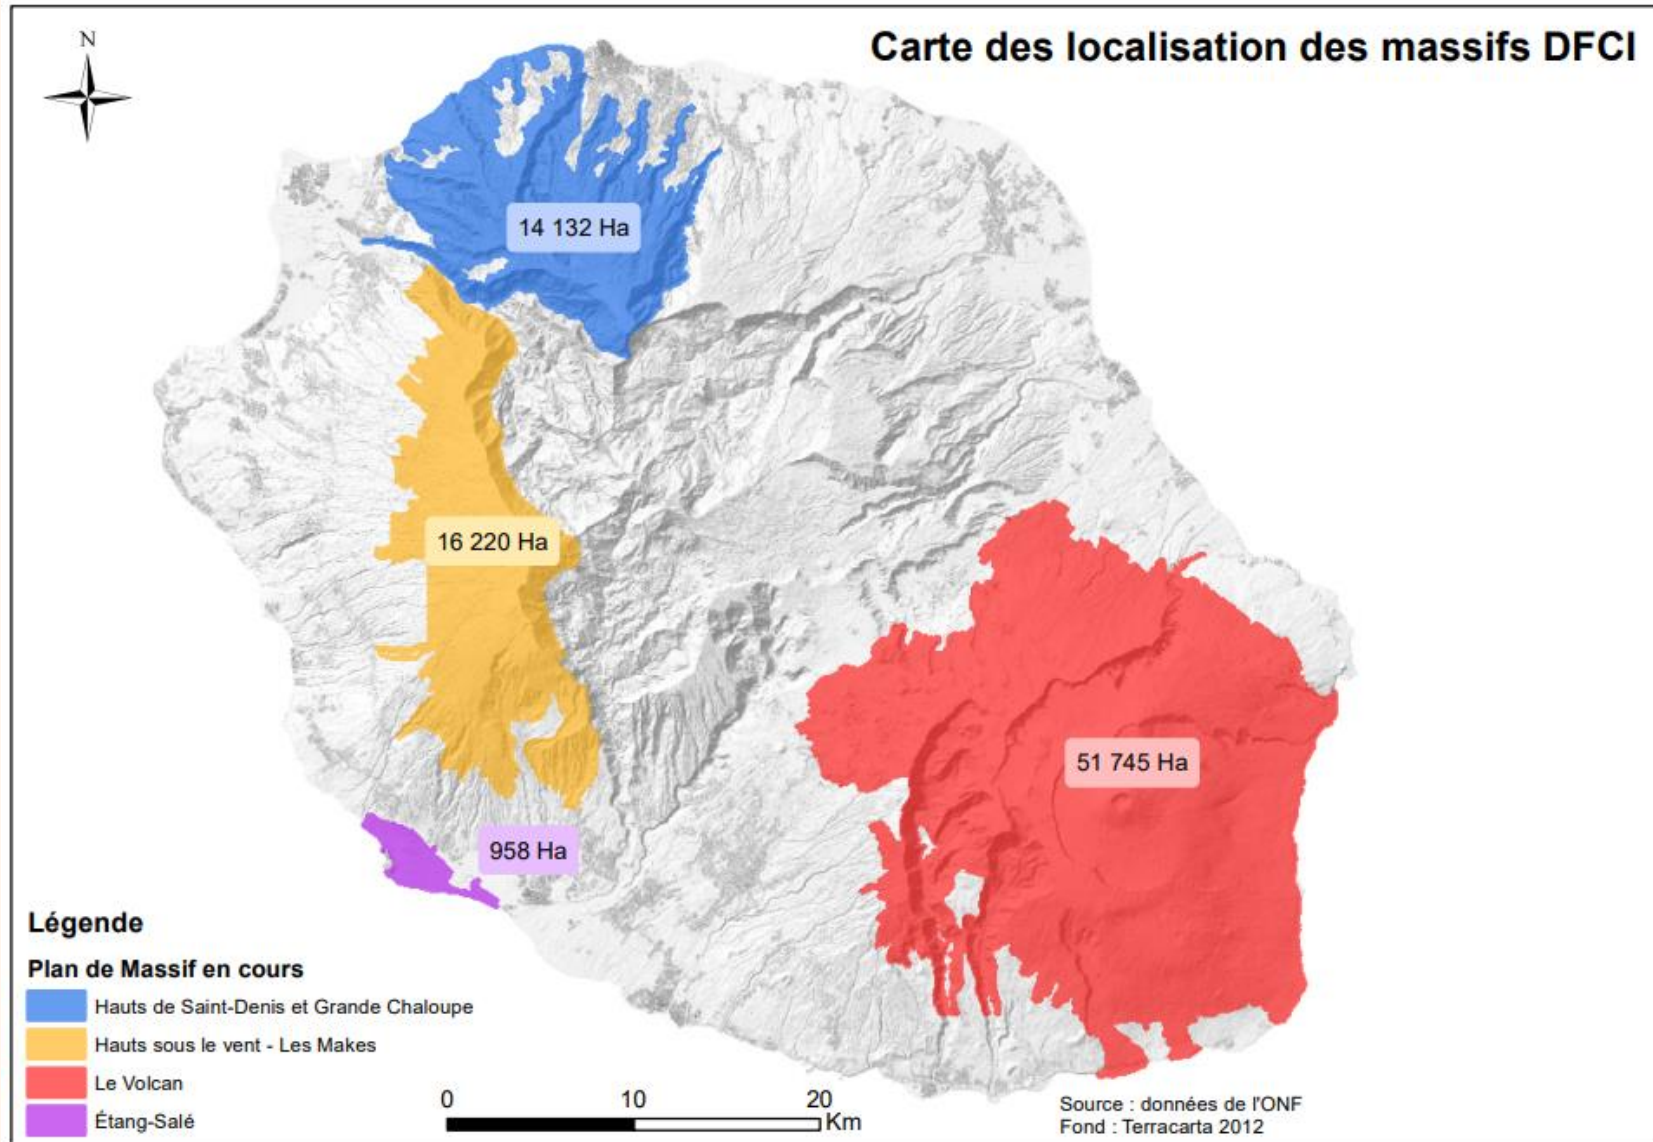 N
Carte des localisation des massifs DFCI
14 132 Ha
16 220 Ha
51 745 Ha
958 Ha
Légende
Plan de Massif en cours
Hauts de Saint-Denis et Grande Chaloupe
Hauts sous le vent - Les Makes
Le Volcan
Étang-Salé
0 10 20
Km
Source : données de l'ONF
Fond : Terracarta 2012